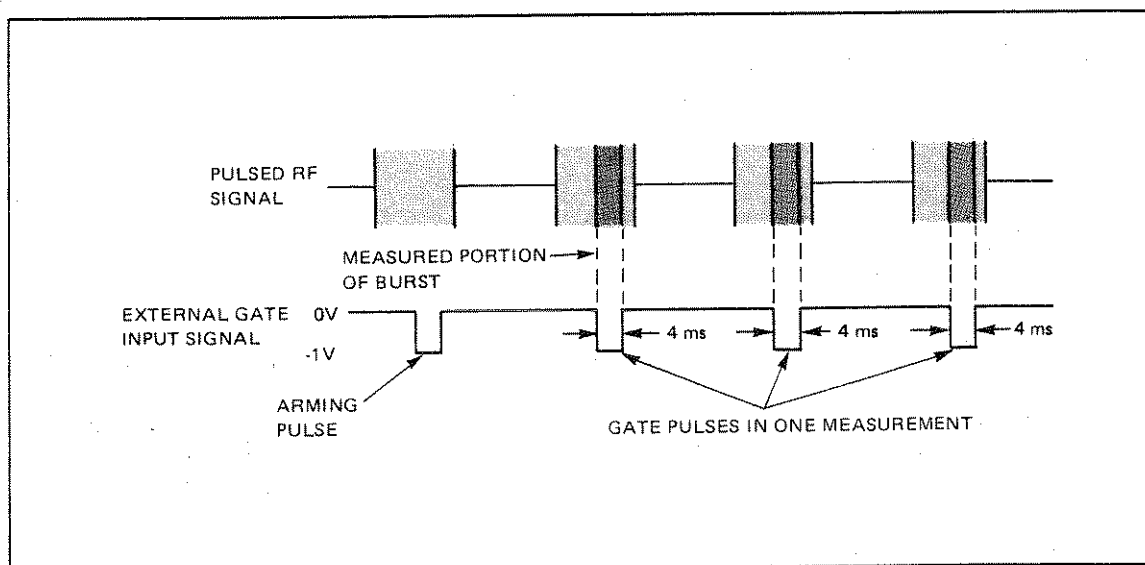 PULSED RF
SIGNAL
MEASURED PORTION
OF BURST
EXTERNAL GATE
INPUT SIGNAL
0V
-1V
4 ms
4 ms
4 ms
ARMING
PULSE
GATE PULSES IN ONE MEASUREMENT